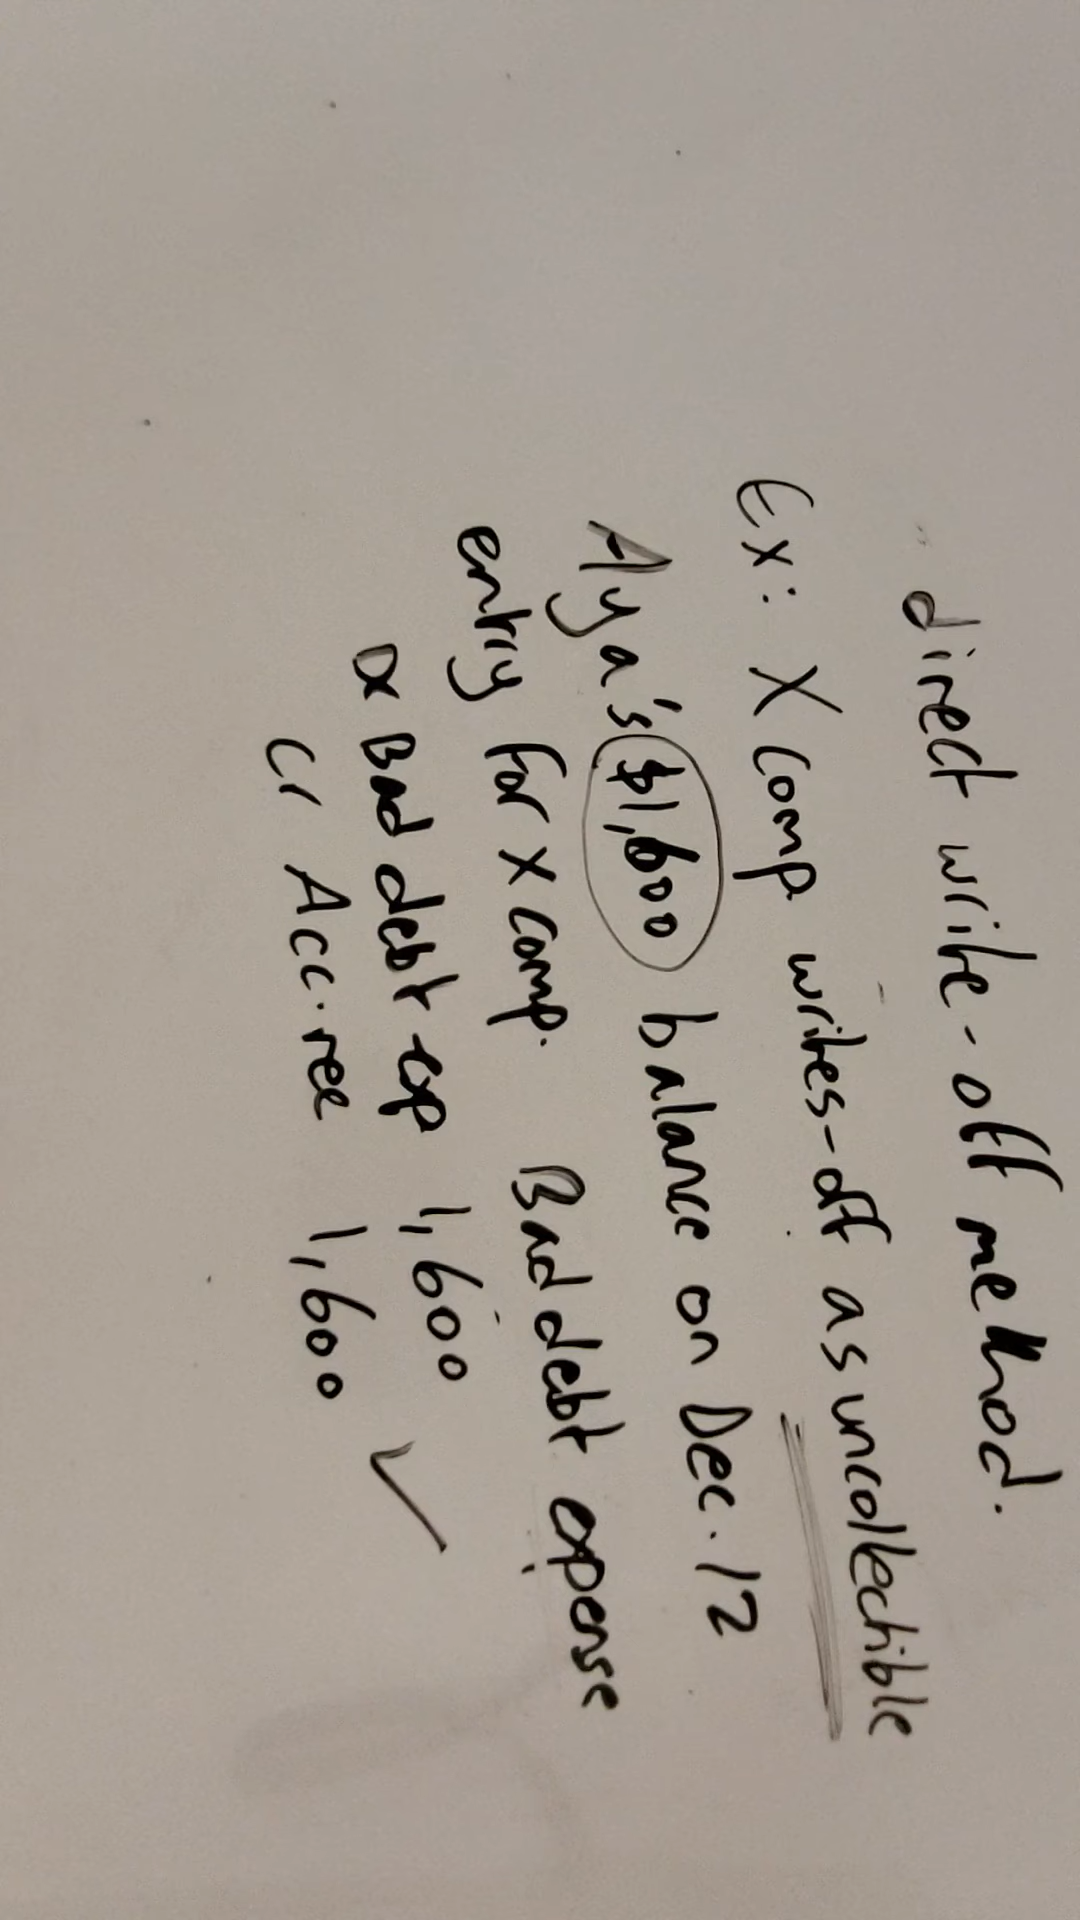 direct write-off method.
Ex: X comp writes-off as uncollectible
Aya's $1,600 balance on Dec.12
entry for X comp. Bad debt expense
Dr Bad debt exp 1,600
Cr Acc.rec 1,600